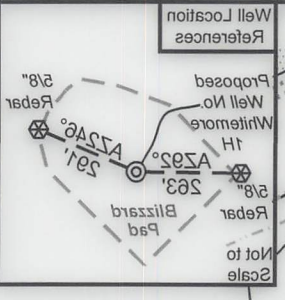 Well Location
References
Proposed
Well No.
Whitemore
1H
5/8"
Rebar
AZ246°
291'
AZ92°
263'
5/8"
Rebar
Blizzard
Pad
Not to
Scale